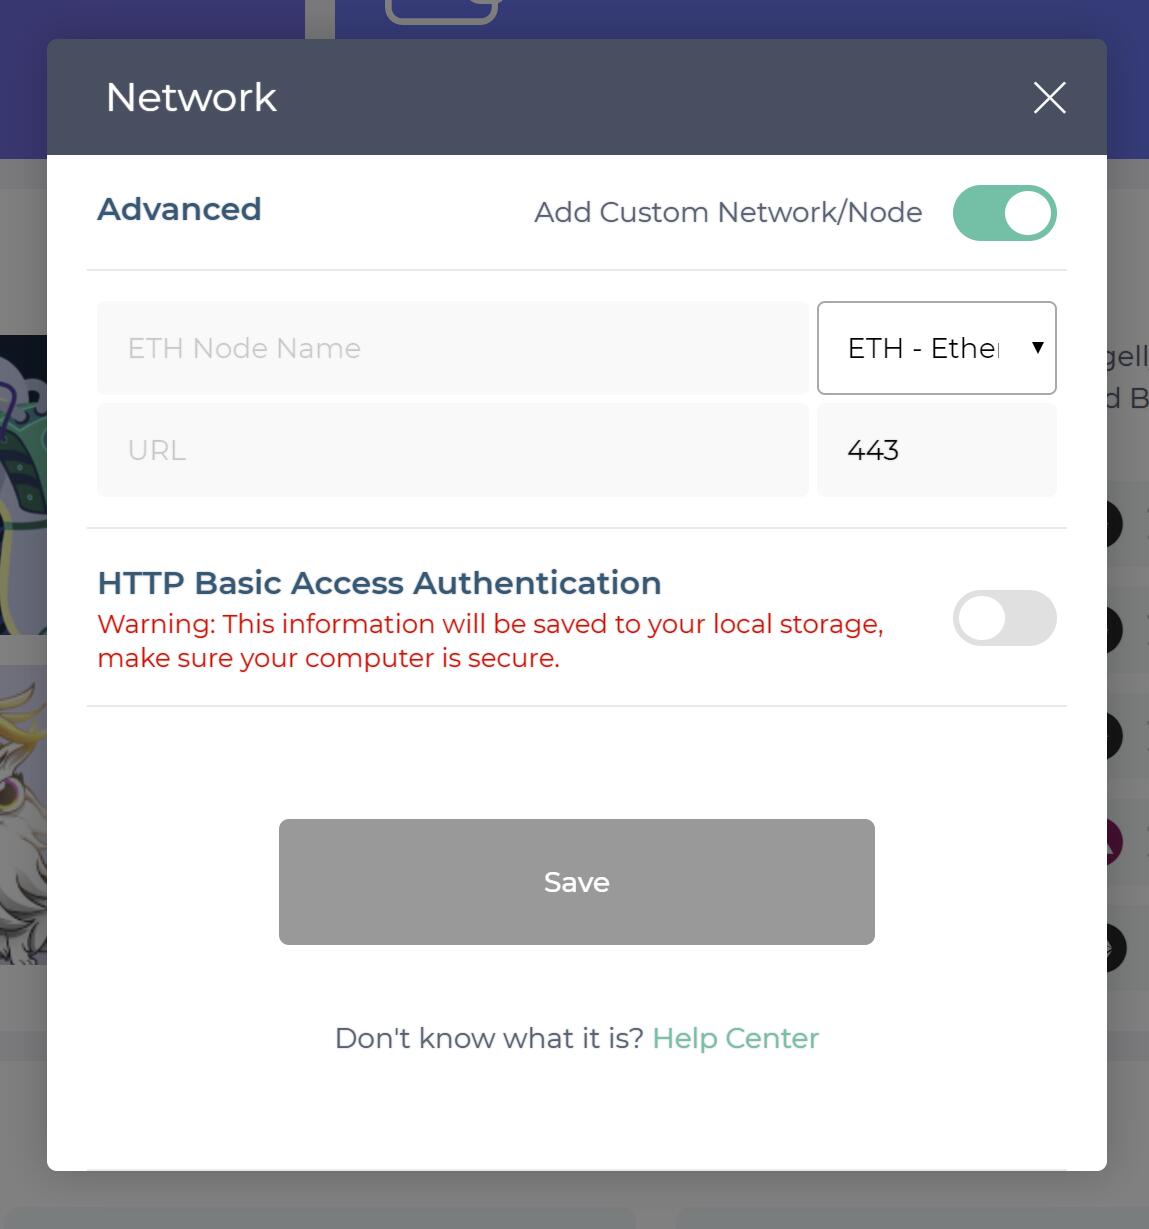 Network
Advanced
Add Custom Network/Node
ETH Node Name
ETH - Ether
URL
443
HTTP Basic Access Authentication
Warning: This information will be saved to your local storage,
make sure your computer is secure.
Save
Don't know what it is? Help Center
gell
d B